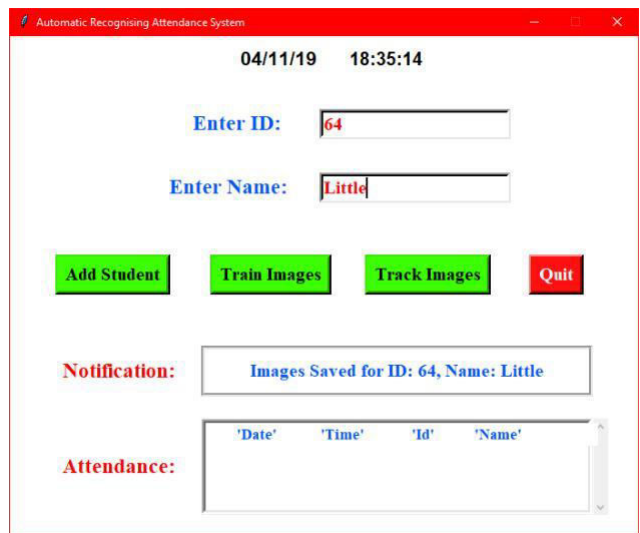 Automatic Recognising Attendance System
04/11/19 18:35:14
Enter ID: 64
Enter Name: Little
Add Student Train Images Track Images Quit
Notification: Images Saved for ID: 64, Name: Little
'Date' 'Time' 'Id' 'Name'
Attendance: